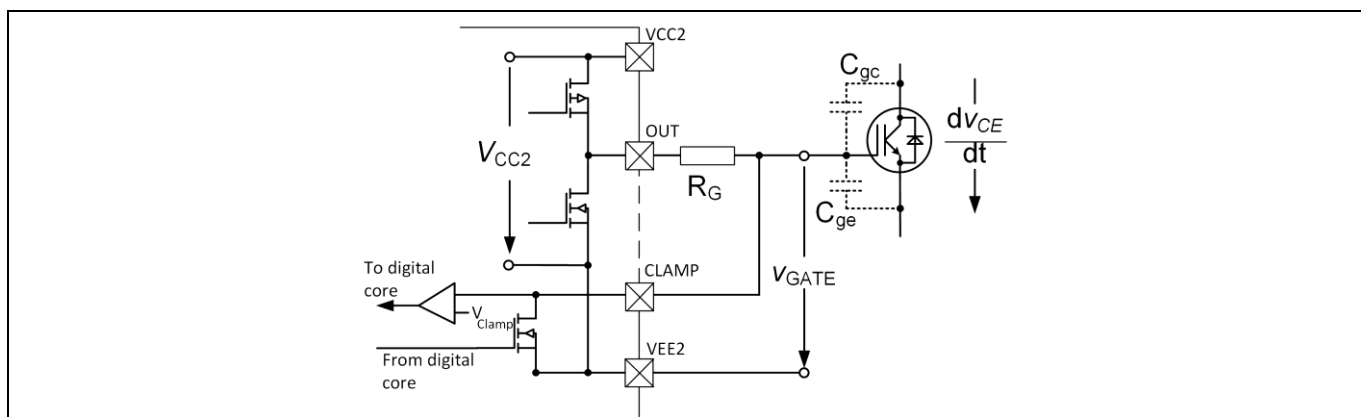 VCC2
OUT
CLAMP
VEE2
VCC2
RG
Cgc
Cge
dvCE
dt
vGATE
To digital
core
VClamp
From digital
core